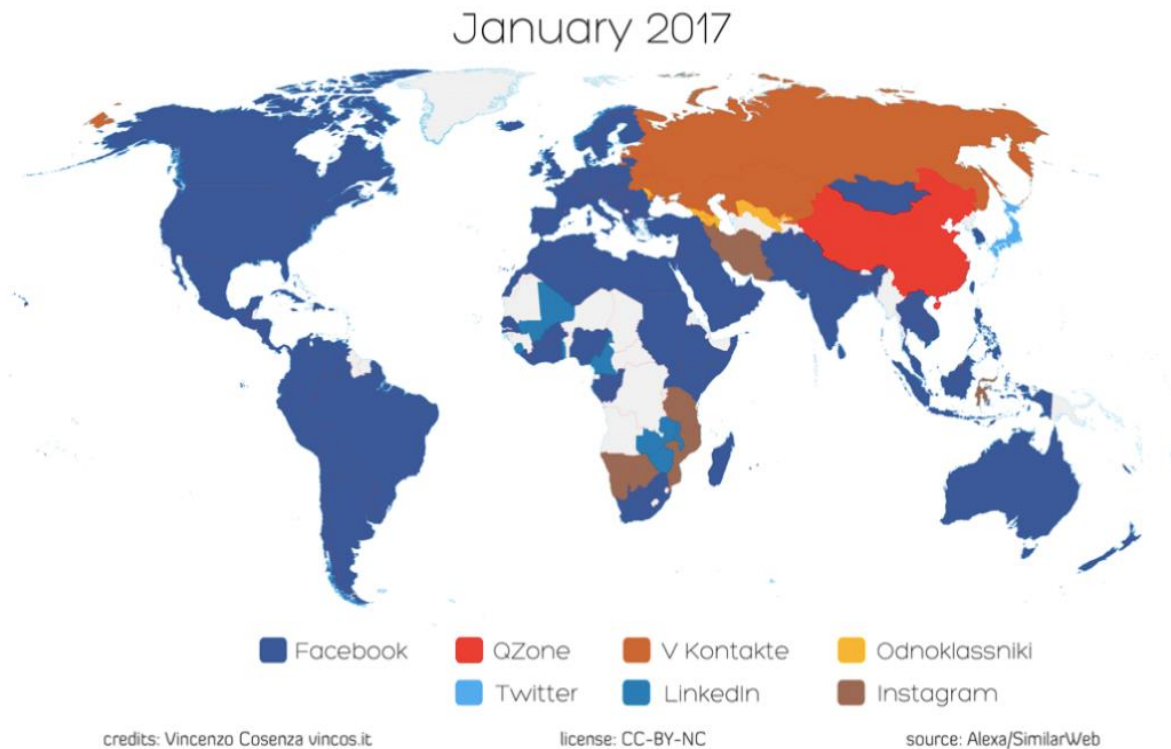 January 2017
Facebook QZone V Kontakte Odnoklassniki
Twitter LinkedIn Instagram
credits: Vincenzo Cosenza vincos.it license: CC-BY-NC source: Alexa/SimilarWeb